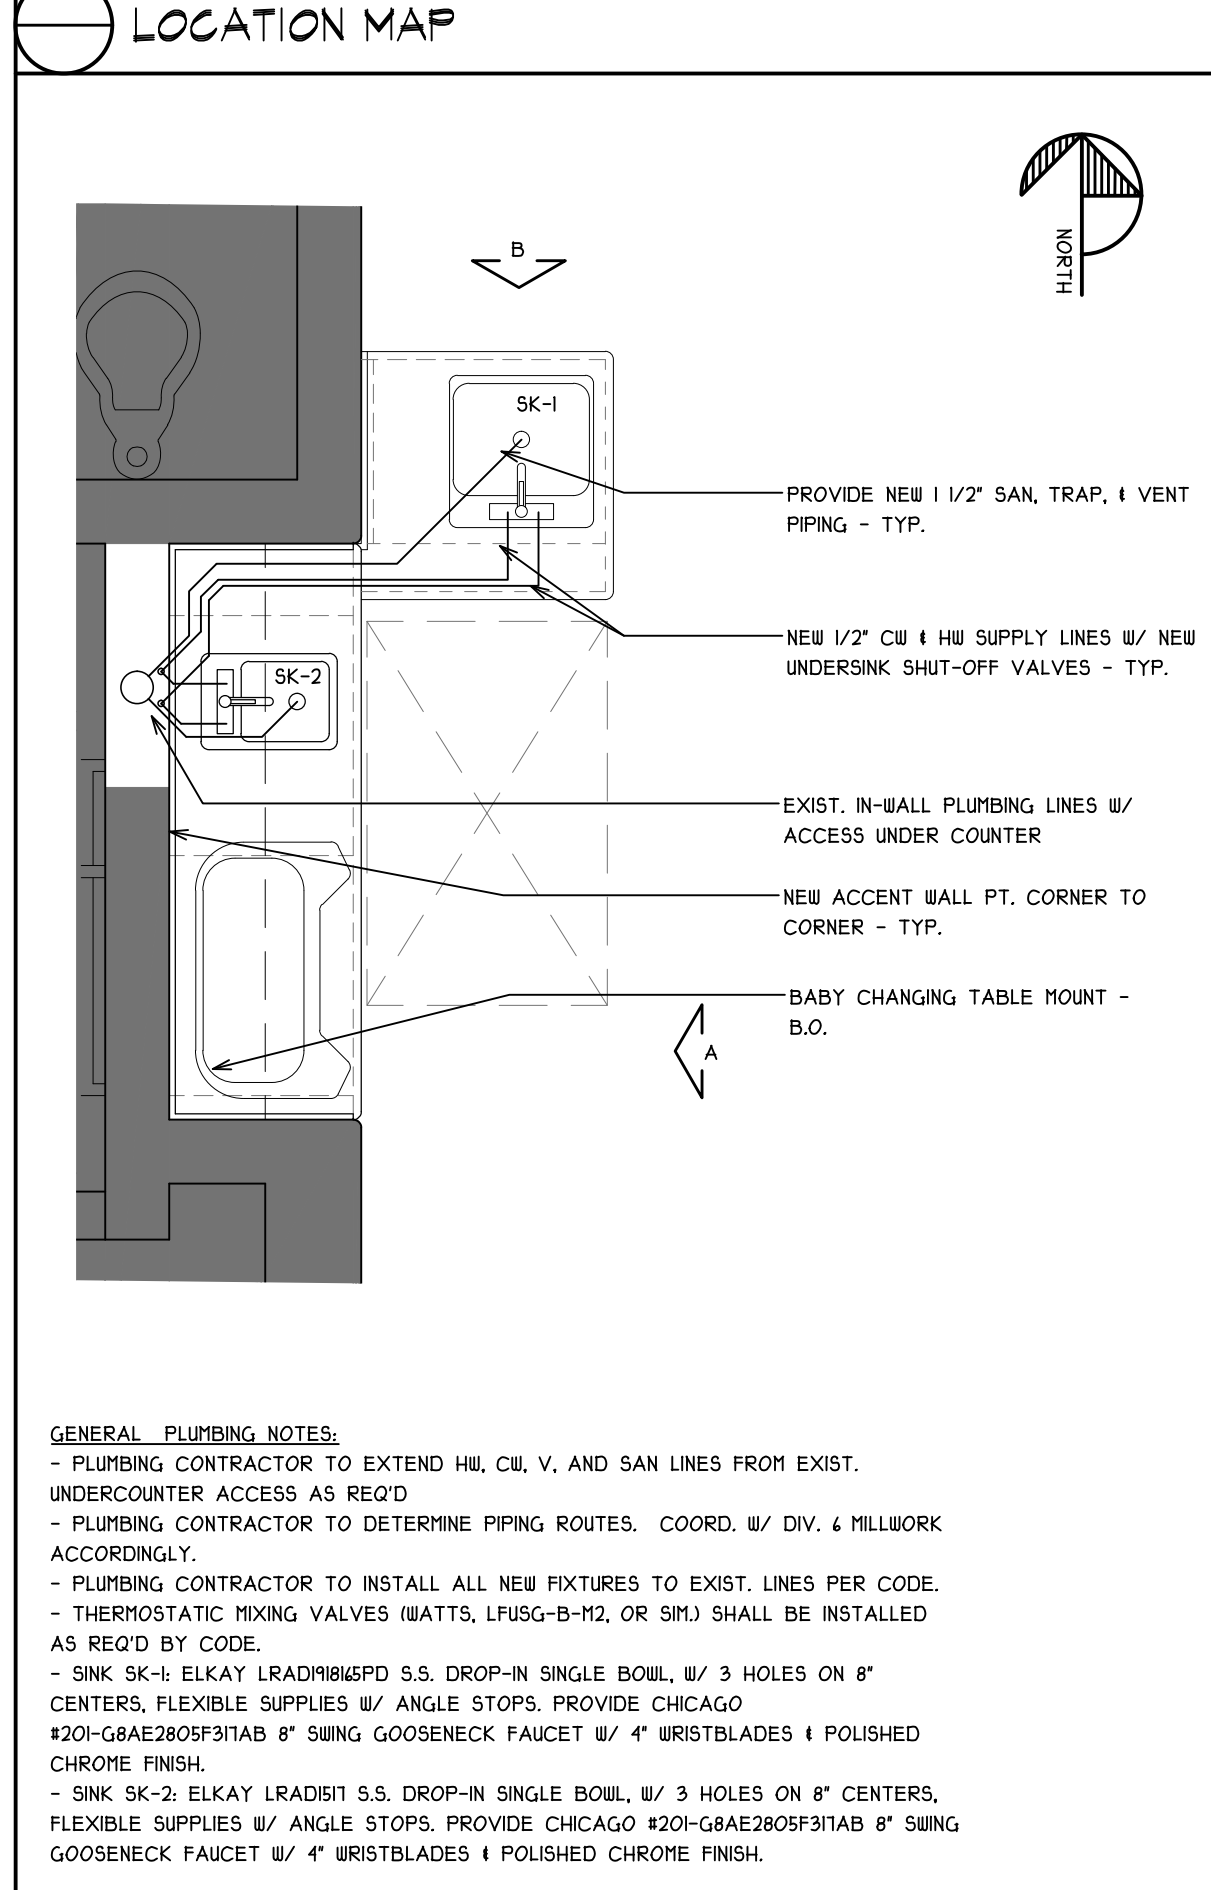 LOCATION MAP
NORTH
B
SK-1
PROVIDE NEW 1 1/2" SAN, TRAP, & VENT
PIPING - TYP.
NEW 1/2" CW & HW SUPPLY LINES W/ NEW
UNDERSINK SHUT-OFF VALVES - TYP.
SK-2
EXIST. IN-WALL PLUMBING LINES W/
ACCESS UNDER COUNTER
NEW ACCENT WALL PT. CORNER TO
CORNER - TYP.
BABY CHANGING TABLE MOUNT -
B.O.
A
GENERAL PLUMBING NOTES:
- PLUMBING CONTRACTOR TO EXTEND HW, CW, V, AND SAN LINES FROM EXIST.
UNDERCOUNTER ACCESS AS REQ'D
- PLUMBING CONTRACTOR TO DETERMINE PIPING ROUTES. COORD. W/ DIV. 6 MILLWORK
ACCORDINGLY.
- PLUMBING CONTRACTOR TO INSTALL ALL NEW FIXTURES TO EXIST. LINES PER CODE.
- THERMOSTATIC MIXING VALVES (WATTS, LFUSG-B-M2, OR SIM.) SHALL BE INSTALLED
AS REQ'D BY CODE.
- SINK SK-1: ELKAY LRAD1918165PD S.S. DROP-IN SINGLE BOWL, W/ 3 HOLES ON 8"
CENTERS, FLEXIBLE SUPPLIES W/ ANGLE STOPS. PROVIDE CHICAGO
#201-G8AE2805F317AB 8" SWING GOOSENECK FAUCET W/ 4" WRISTBLADES & POLISHED
CHROME FINISH.
- SINK SK-2: ELKAY LRAD1517 S.S. DROP-IN SINGLE BOWL, W/ 3 HOLES ON 8" CENTERS,
FLEXIBLE SUPPLIES W/ ANGLE STOPS. PROVIDE CHICAGO #201-G8AE2805F317AB 8" SWING
GOOSENECK FAUCET W/ 4" WRISTBLADES & POLISHED CHROME FINISH.